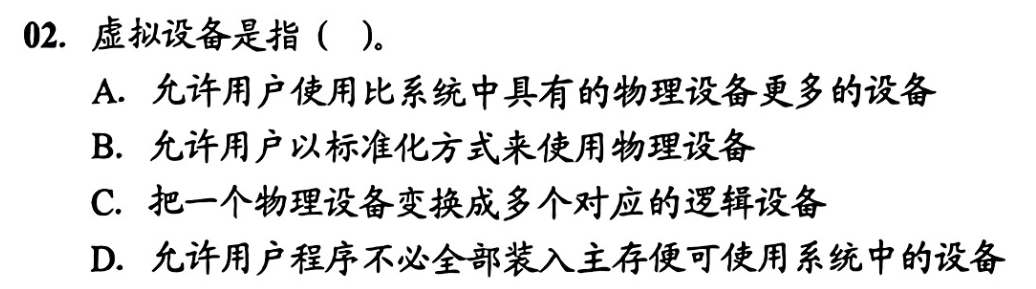 02. 虚拟设备是指（ ）。
A. 允许用户使用比系统中具有的物理设备更多的设备
B. 允许用户以标准化方式来使用物理设备
C. 把一个物理设备变换成多个对应的逻辑设备
D. 允许用户程序不必全部装入主存便可使用系统中的设备